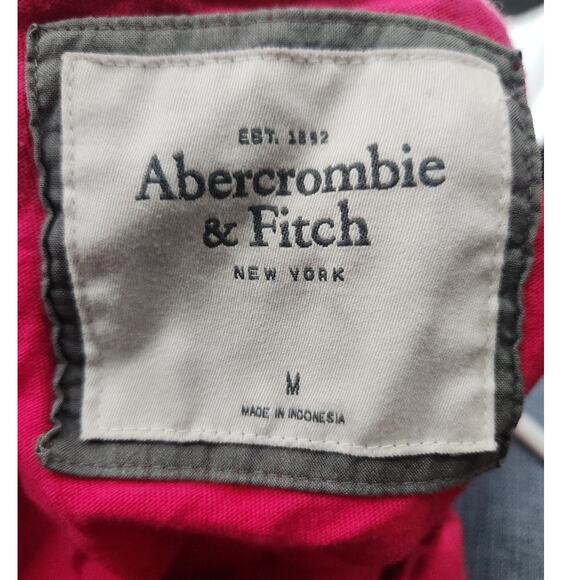 EST. 1892
Abercrombie
& Fitch
NEW YORK
M
MADE IN INDONESIA